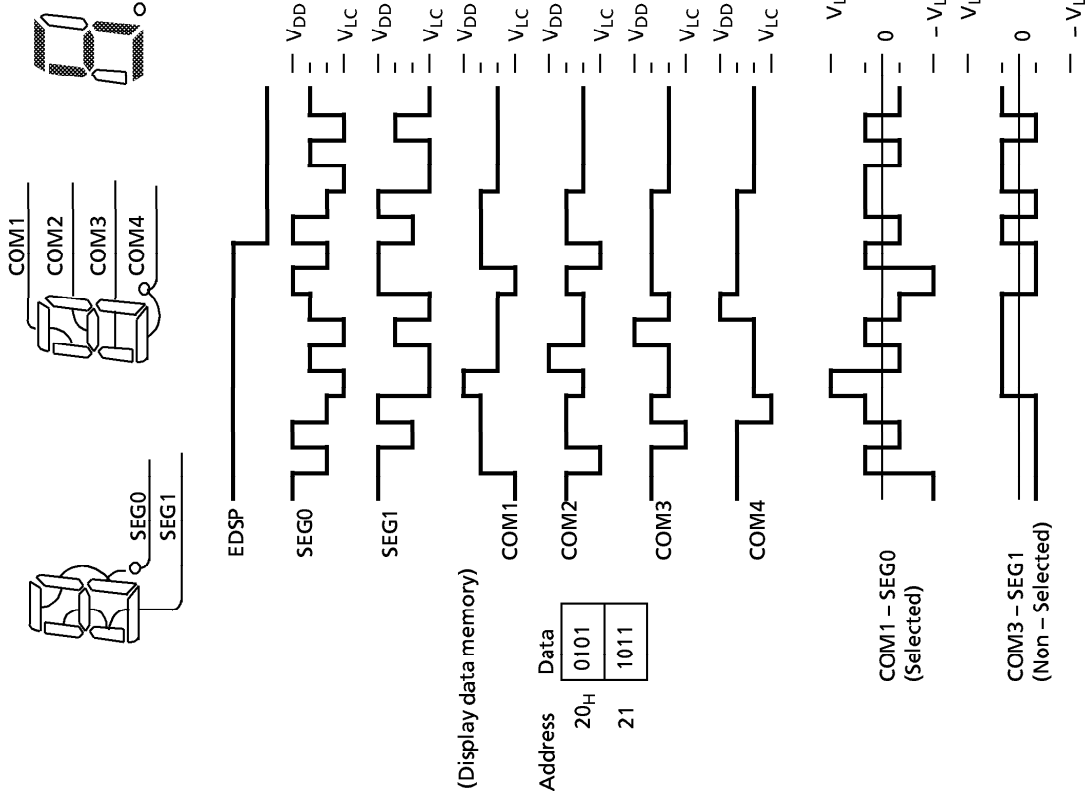 COM1
COM2
COM3
SEG0 COM4
SEG1
EDSP
SEG0 VDD
VLC
SEG1 VDD
VLC
(Display data memory)
VDD
COM1 VLC
Address Data
VDD
COM2
20H 0101
VLC
21 1011
VDD
COM3
VLC
VDD
COM4
VLC
COM1 – SEG0 0
(Selected)
COM3 – SEG1 0
(Non – Selected)